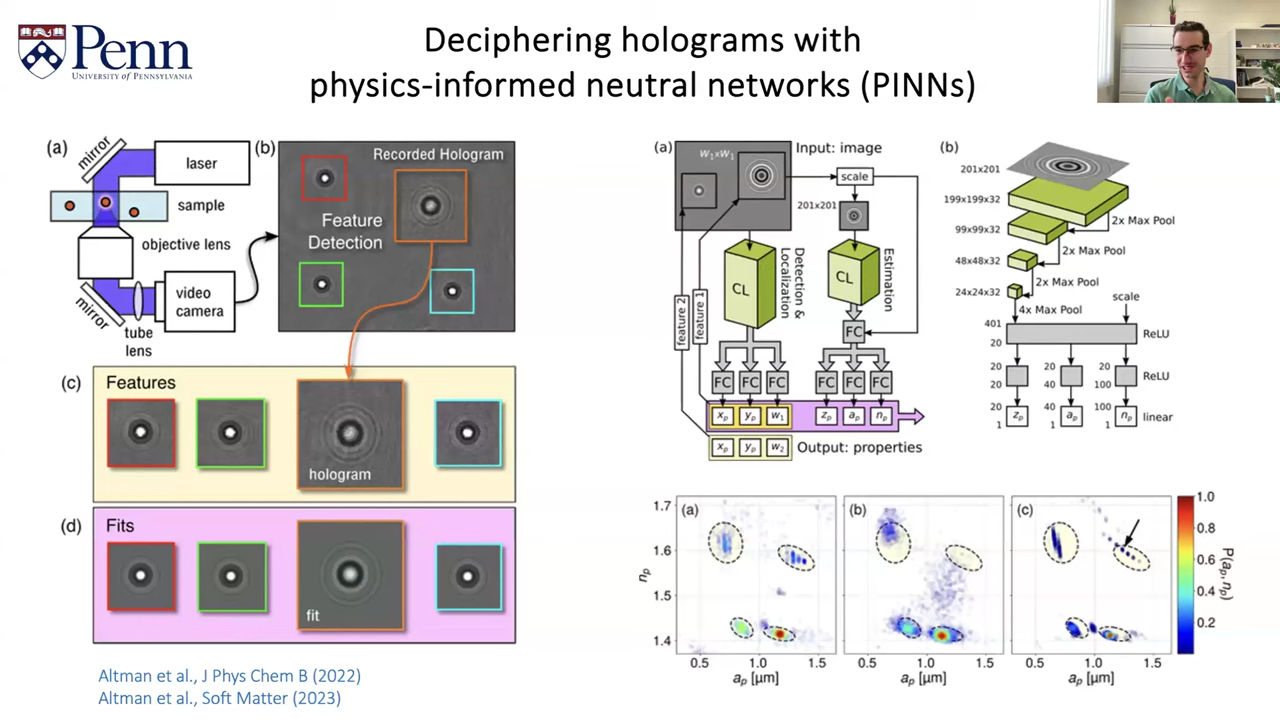 Penn
UNIVERSITY of PENNSYLVANIA
Deciphering holograms with
physics-informed neutral networks (PINNs)
(a)
mirror
laser
sample
objective lens
mirror
tube
lens
video
camera
(b)
Recorded Hologram
Feature
Detection
(c)
Features
hologram
(d)
Fits
fit
Altman et al., J Phys Chem B (2022)
Altman et al., Soft Matter (2023)
(a)
w₁xw₁
Input: image
scale
201x201
CL
Detection &
Localization
CL
Estimation
feature 2
feature 1
FC
FC FC FC
FC FC FC
xₚ yₚ w₁
zₚ aₚ nₚ
xₚ yₚ w₂
Output: properties
(b)
201x201
199x199x32
2x Max Pool
99x99x32
2x Max Pool
48x48x32
2x Max Pool
24x24x32
4x Max Pool
scale
401
20
ReLU
20 20 20
20 40 100
ReLU
20 40 100
1 1 1
zₚ aₚ nₚ
linear
(a)
(b)
(c)
1.7
1.6
1.5
1.4
nₚ
0.5 1.0 1.5
0.5 1.0 1.5
0.5 1.0 1.5
aₚ [μm]
aₚ [μm]
aₚ [μm]
1.0
0.8
0.6
0.4
0.2
P(aₚ, nₚ)